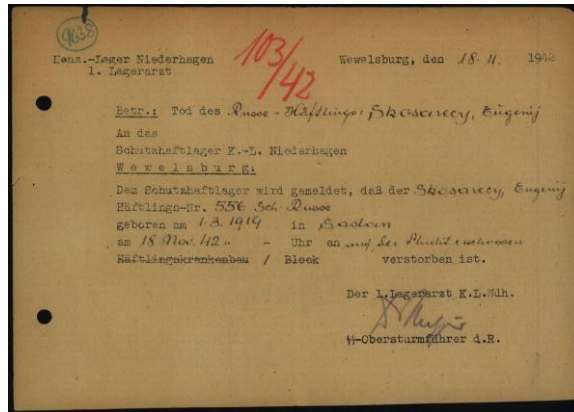 9638
Konz.-Lager Niederhagen
1. Lagerarzt
103/42
Wewelsburg, den 18. 11. 1942
Betr.: Tod des Russe-Häftlings: Skosarecy, Eugenij
An das
Schutzhaftlager K.-L. Niederhagen
Wewelsburg.
Dem Schutzhaftlager wird gemeldet, daß der Skosarecy, Eugenij
Häftlings-Nr. 556 Sch. Russe
geboren am 1.3.1919 in
am 18 Nov. 42 - Uhr an auf der Flucht erschossen
Häftlingskrankenbau / Block verstorben ist.
Der 1. Lagerarzt K.L.Ndh.
SS-Obersturmführer d.R.